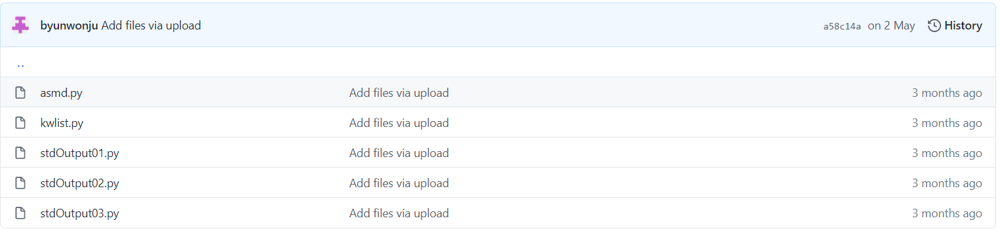 byunwonju Add files via upload a58c14a on 2 May History
..
asmd.py Add files via upload 3 months ago
kwlist.py Add files via upload 3 months ago
stdOutput01.py Add files via upload 3 months ago
stdOutput02.py Add files via upload 3 months ago
stdOutput03.py Add files via upload 3 months ago